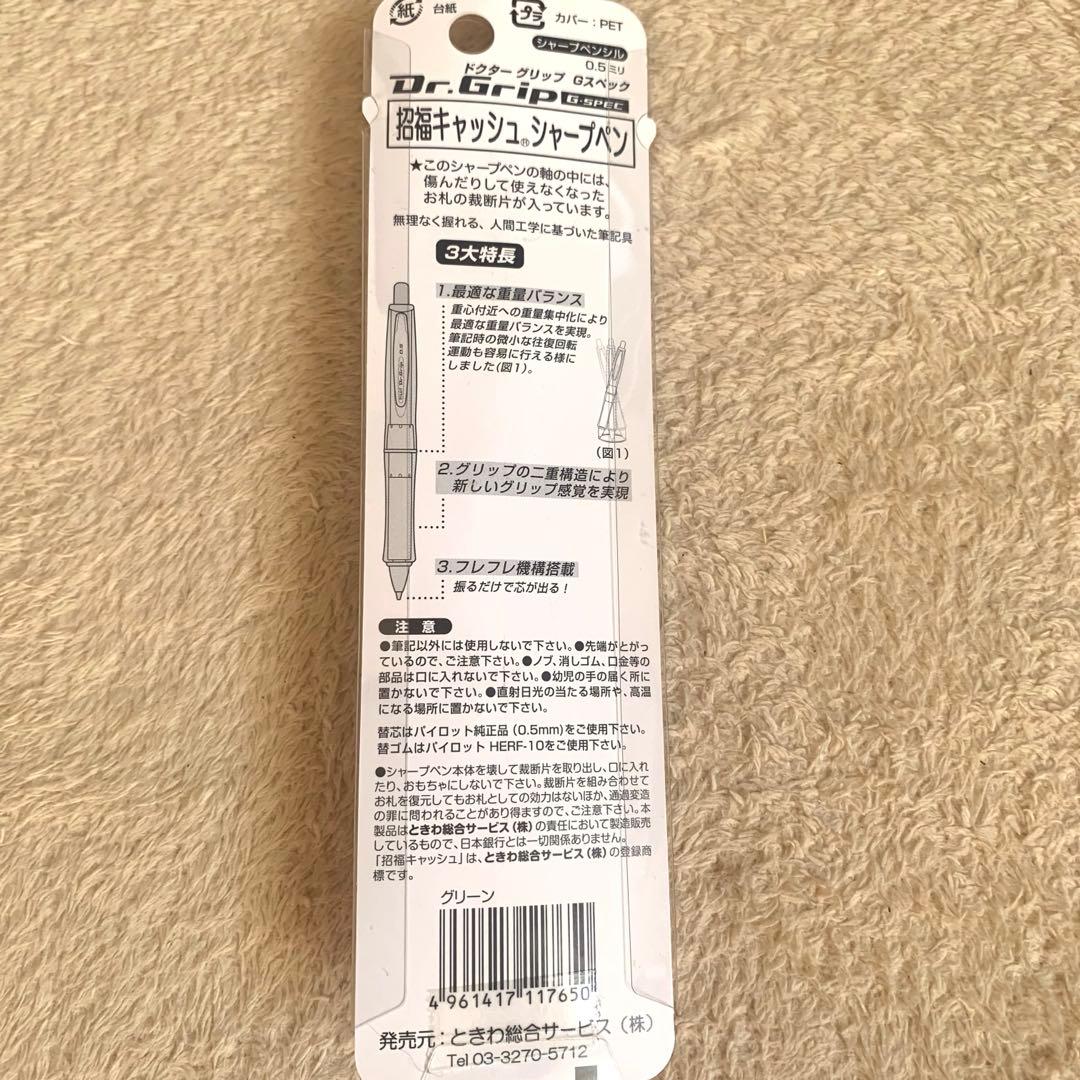 紙 台紙
プラ カバー：PET
シャープペンシル
0.5ミリ
ドクター グリップ Gスペック
Dr.Grip G-SPEC
招福キャッシュ®シャープペン
★このシャープペンの軸の中には、
傷んだりして使えなくなった
お札の裁断片が入っています。
無理なく握れる、人間工学に基づいた筆記具
3大特長
1.最適な重量バランス
重心付近への重量集中化により
最適な重量バランスを実現。
筆記時の微小な往復回転
運動も容易に行える様に
しました(図1)。
(図1)
2.グリップの二重構造により
新しいグリップ感覚を実現
3.フレフレ機構搭載
振るだけで芯が出る！
注意
●筆記以外には使用しないで下さい。●先端がとがっ
ているので、ご注意下さい。●ノブ、消しゴム、口金等の
部品は口に入れないで下さい。●幼児の手の届く所に
置かないで下さい。●直射日光の当たる場所や、高温
になる場所に置かないで下さい。
替芯はパイロット純正品(0.5mm)をご使用下さい。
替ゴムはパイロット HERF-10をご使用下さい。
●シャープペン本体を壊して裁断片を取り出し、口に入れ
たり、おもちゃにしないで下さい。裁断片を組み合わせて
お札を復元してもお札としての効力はないほか、通過変造
の罪に問われることがあり得ますので、ご注意下さい。本
製品はときわ総合サービス(株)の責任において製造販売
しているもので、日本銀行とは一切関係ありません。
「招福キャッシュ」は、ときわ総合サービス(株)の登録商
標です。
グリーン
4 961417 117650
発売元：ときわ総合サービス(株)
Tel 03-3270-5712